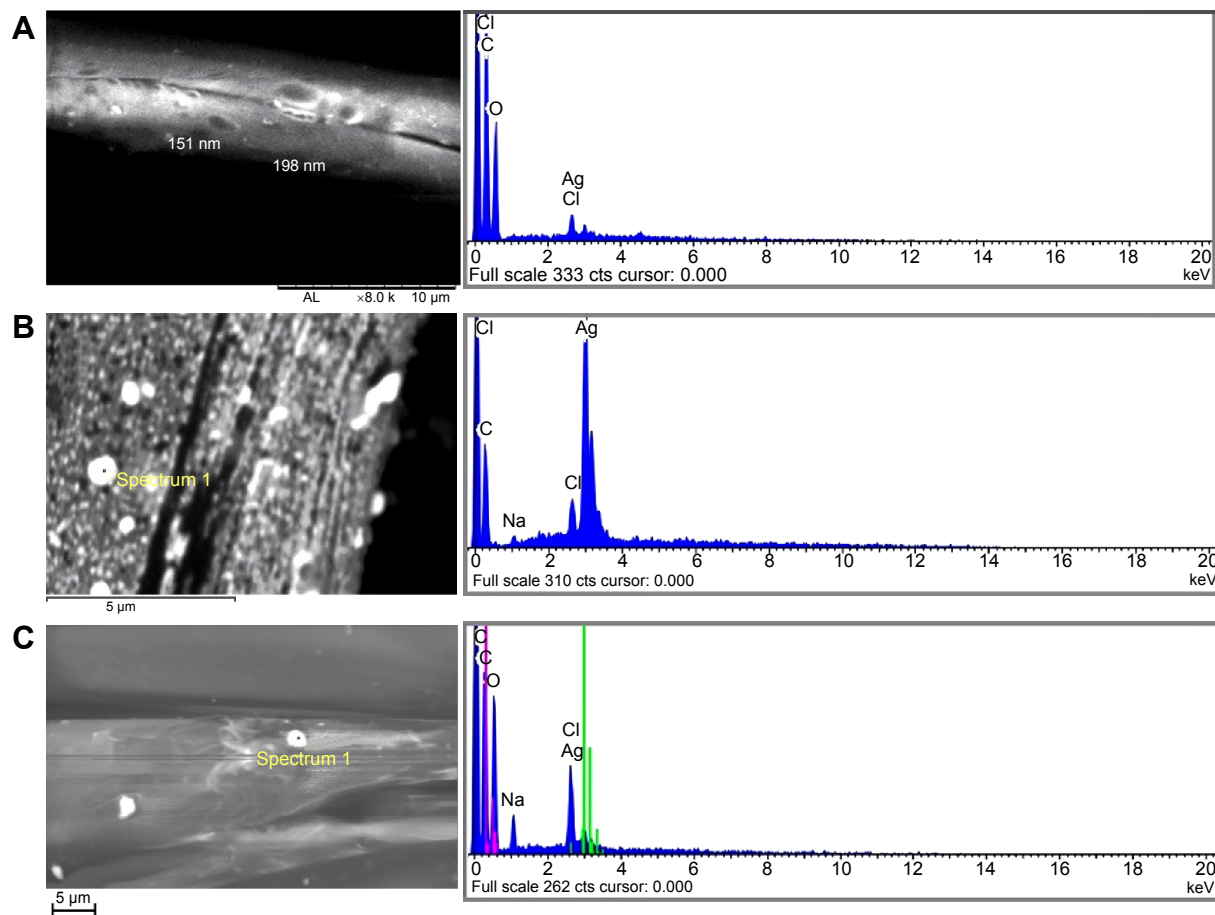 A
151 nm
198 nm
AL ×8.0 k 10 µm
Cl
C
O
Ag
Cl
0 2 4 6 8 10 12 14 16 18 20
Full scale 333 cts cursor: 0.000
keV
B
Spectrum 1
5 µm
Cl
Ag
C
Cl
Na
0 2 4 6 8 10 12 14 16 18 20
Full scale 310 cts cursor: 0.000
keV
C
Spectrum 1
5 µm
C
O
Cl
Ag
Na
0 2 4 6 8 10 12 14 16 18 20
Full scale 262 cts cursor: 0.000
keV